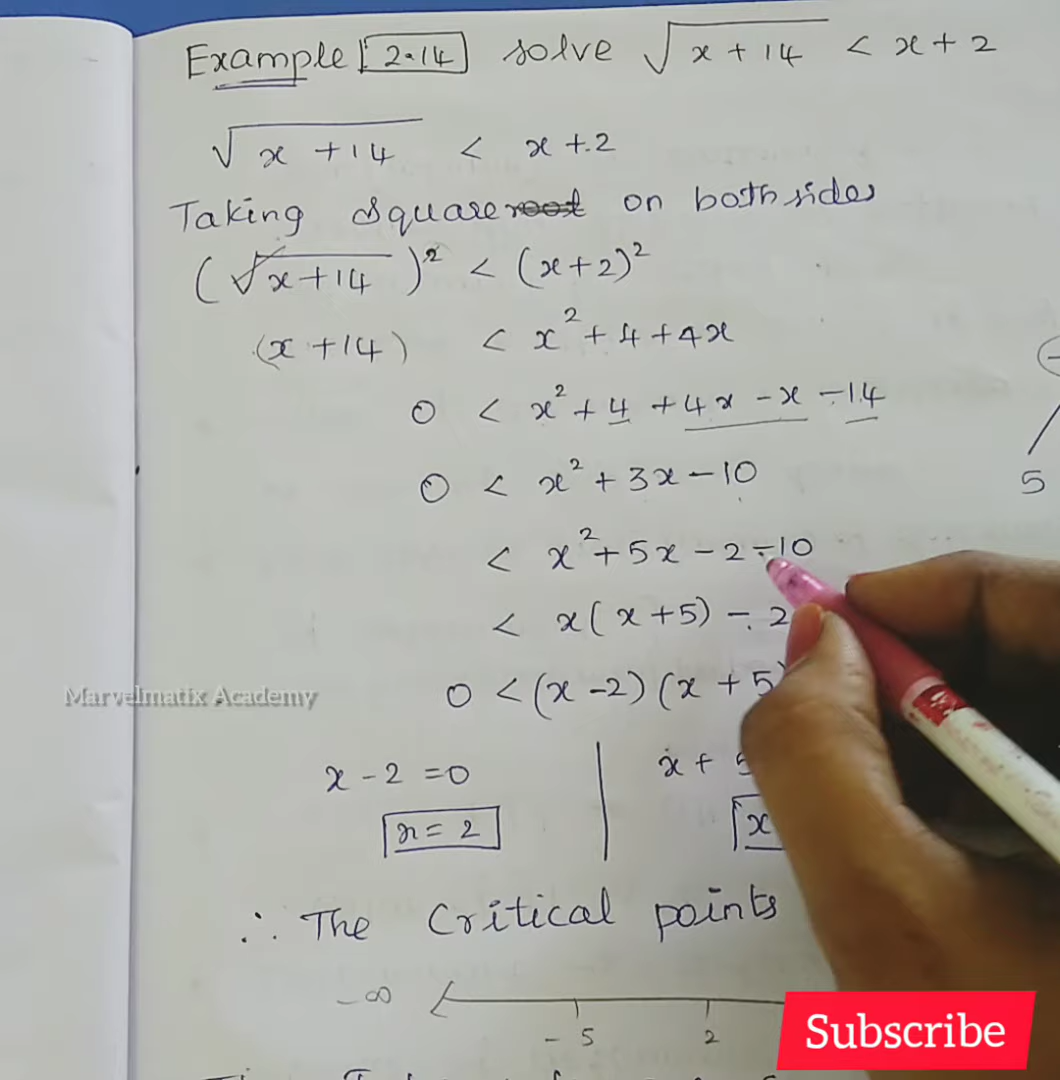 Example 2.14 solve √x+14 < x+2
√x+14 < x+2
Taking Square root on both sides
(√x+14)² < (x+2)²
(x+14) < x²+4+4x
0 < x²+4+4x-x-14
0 < x²+3x-10
5
< x²+5x-2-10
< x(x+5)-2
0 <(x-2)(x+5)
Marvelmatix Academy
x-2=0 x+5
x=2 x
∴ The Critical points
-∞
-5 2
Subscribe